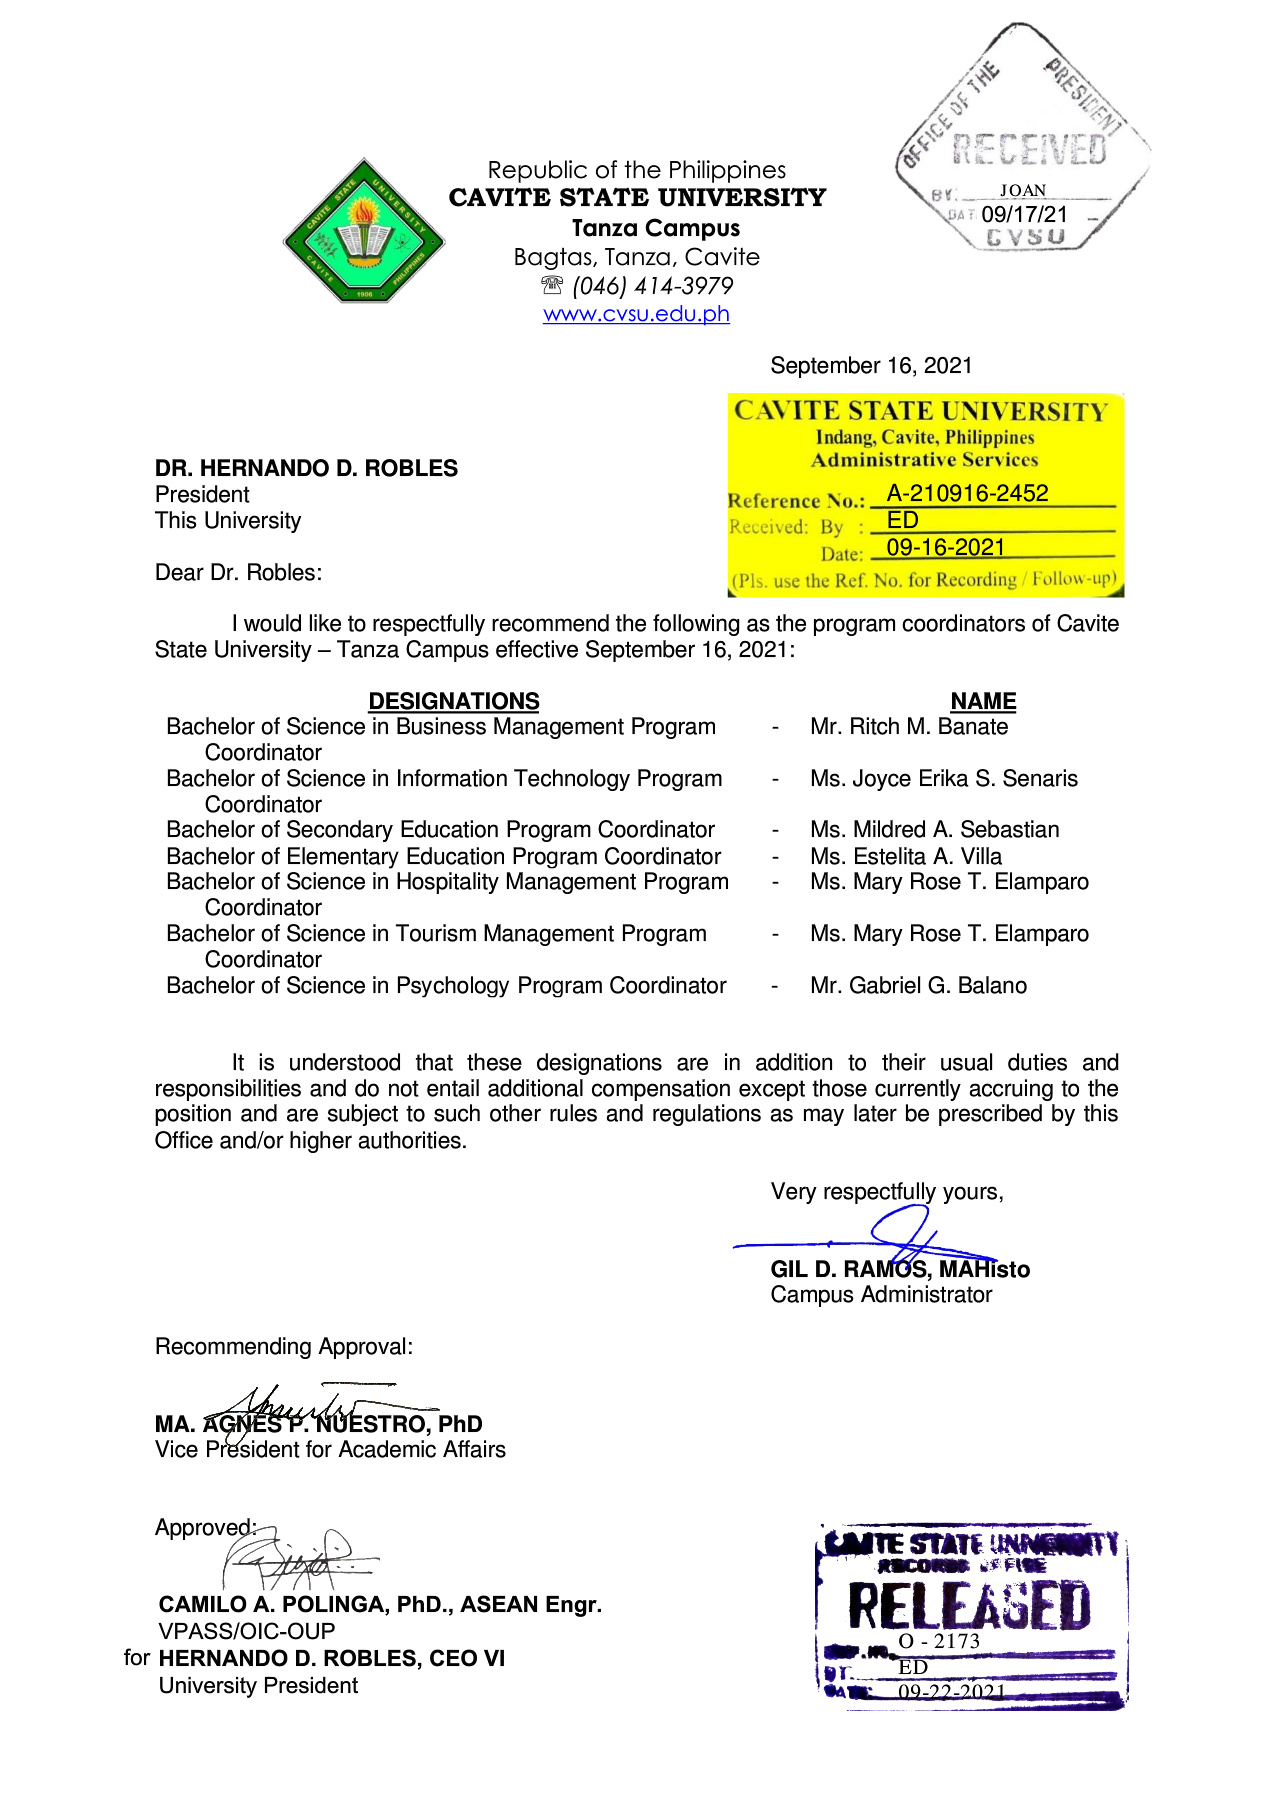 OFFICE OF THE PRESIDENT
RECEIVED
BY: JOAN
DAT 09/17/21
CVSU
CAVITE STATE UNIVERSITY
CAVITE PHILIPPINES
1906
Republic of the Philippines
CAVITE STATE UNIVERSITY
Tanza Campus
Bagtas, Tanza, Cavite
☏ (046) 414-3979
www.cvsu.edu.ph
September 16, 2021
CAVITE STATE UNIVERSITY
Indang, Cavite, Philippines
Administrative Services
Reference No.: A-210916-2452
Received: By : ED
Date: 09-16-2021
(Pls. use the Ref. No. for Recording / Follow-up)
DR. HERNANDO D. ROBLES
President
This University
Dear Dr. Robles:
I would like to respectfully recommend the following as the program coordinators of Cavite
State University – Tanza Campus effective September 16, 2021:
DESIGNATIONS NAME
Bachelor of Science in Business Management Program - Mr. Ritch M. Banate
Coordinator
Bachelor of Science in Information Technology Program - Ms. Joyce Erika S. Senaris
Coordinator
Bachelor of Secondary Education Program Coordinator - Ms. Mildred A. Sebastian
Bachelor of Elementary Education Program Coordinator - Ms. Estelita A. Villa
Bachelor of Science in Hospitality Management Program - Ms. Mary Rose T. Elamparo
Coordinator
Bachelor of Science in Tourism Management Program - Ms. Mary Rose T. Elamparo
Coordinator
Bachelor of Science in Psychology Program Coordinator - Mr. Gabriel G. Balano
It is understood that these designations are in addition to their usual duties and
responsibilities and do not entail additional compensation except those currently accruing to the
position and are subject to such other rules and regulations as may later be prescribed by this
Office and/or higher authorities.
Very respectfully yours,
GIL D. RAMOS, MAHisto
Campus Administrator
Recommending Approval:
MA. AGNES P. NUESTRO, PhD
Vice President for Academic Affairs
Approved:
CAMILO A. POLINGA, PhD., ASEAN Engr.
VPASS/OIC-OUP
for HERNANDO D. ROBLES, CEO VI
University President
CAVITE STATE UNIVERSITY
RECORDS OFFICE
RELEASED
REF.NO. O - 2173
BY. ED
DATE 09-22-2021